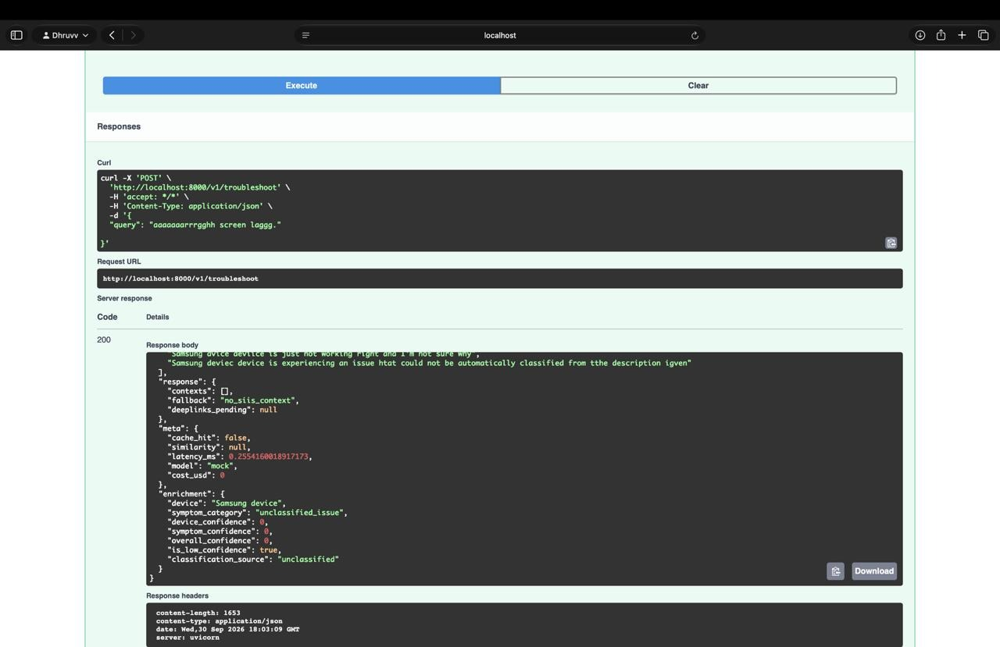 Dhruvv
localhost
Execute
Clear
Responses
Curl
curl -X 'POST' \
'http://localhost:8000/v1/troubleshoot' \
-H 'accept: */*' \
-H 'Content-Type: application/json' \
-d '{
"query": "aaaaaaarrrgghh screen laggg."
}'
Request URL
http://localhost:8000/v1/troubleshoot
Server response
Code
Details
200
Response body
"Samsung dvice deviice is just not working right and I'm not sure why",
"Samsung deviec device is experiencing an issue htat could not be automatically classified from tthe description igven"
],
"response": {
"contexts": [],
"fallback": "no_siis_context",
"deeplinks_pending": null
},
"meta": {
"cache_hit": false,
"similarity": null,
"latency_ms": 0.2554160018917173,
"model": "mock",
"cost_usd": 0
},
"enrichment": {
"device": "Samsung device",
"symptom_category": "unclassified_issue",
"device_confidence": 0,
"symptom_confidence": 0,
"overall_confidence": 0,
"is_low_confidence": true,
"classification_source": "unclassified"
}
}
Download
Response headers
content-length: 1653
content-type: application/json
date: Wed,30 Sep 2026 18:03:09 GMT
server: uvicorn